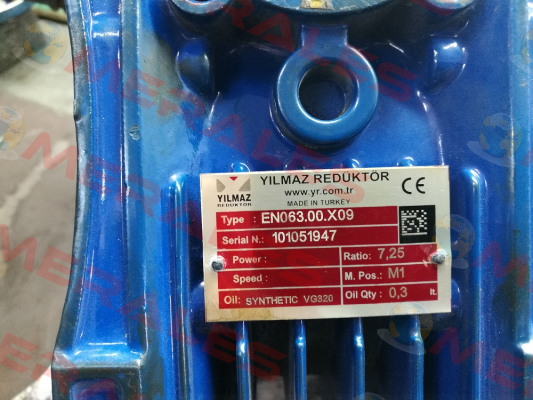 YILMAZ REDÜKTÖR
www.yr.com.tr
MADE IN TURKEY
CE
YILMAZ
REDÜKTÖR
Type : EN063.00.X09
Serial N.: 101051947
Power : Ratio: 7,25
Speed : M. Pos.: M1
Oil: SYNTHETIC VG320 Oil Qty : 0,3 lt.
MERALES